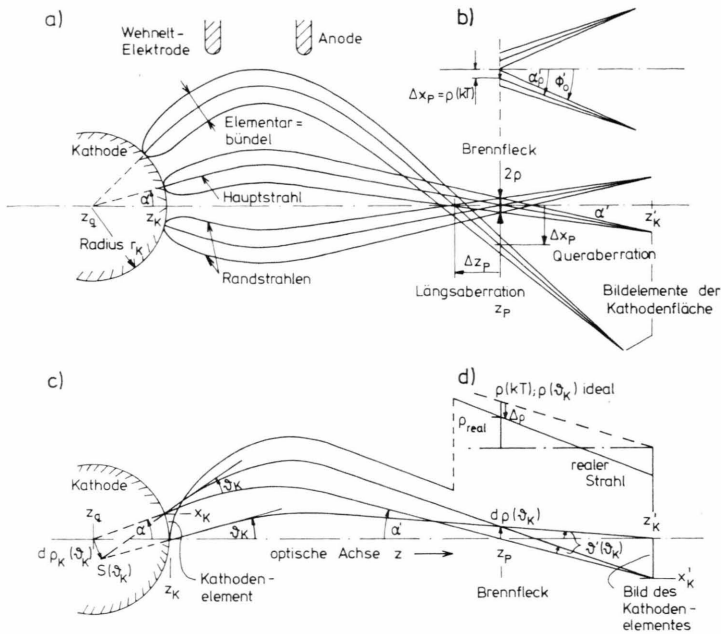 a)
Wehnelt-
Elektrode
Anode
b)
Δx_P = ρ(kT)
α'_ρ
ϕ'_0
Elementar=
bündel
Kathode
Brennfleck
2ρ
α
Hauptstrahl
z_q
z_K
α'
z'_K
Δx_P
Queraberration
Radius r_K
Δz_P
Randstrahlen
Längsaberration
z_P
Bildelemente der
Kathodenfläche
c)
d)
ρ(kT); ρ(ϑ_K) ideal
Δρ
ρ_real
Kathode
ϑ_K
realer
Strahl
z_q
x_K
dρ(ϑ_K)
z'_K
α
ϑ_K
α'
dρ_K(ϑ_K)
optische Achse z
z_P
ϑ'(ϑ_K)
S(ϑ_K)
z_K
Kathoden-
element
Brennfleck
x'_K
Bild des
Kathoden-
elementes